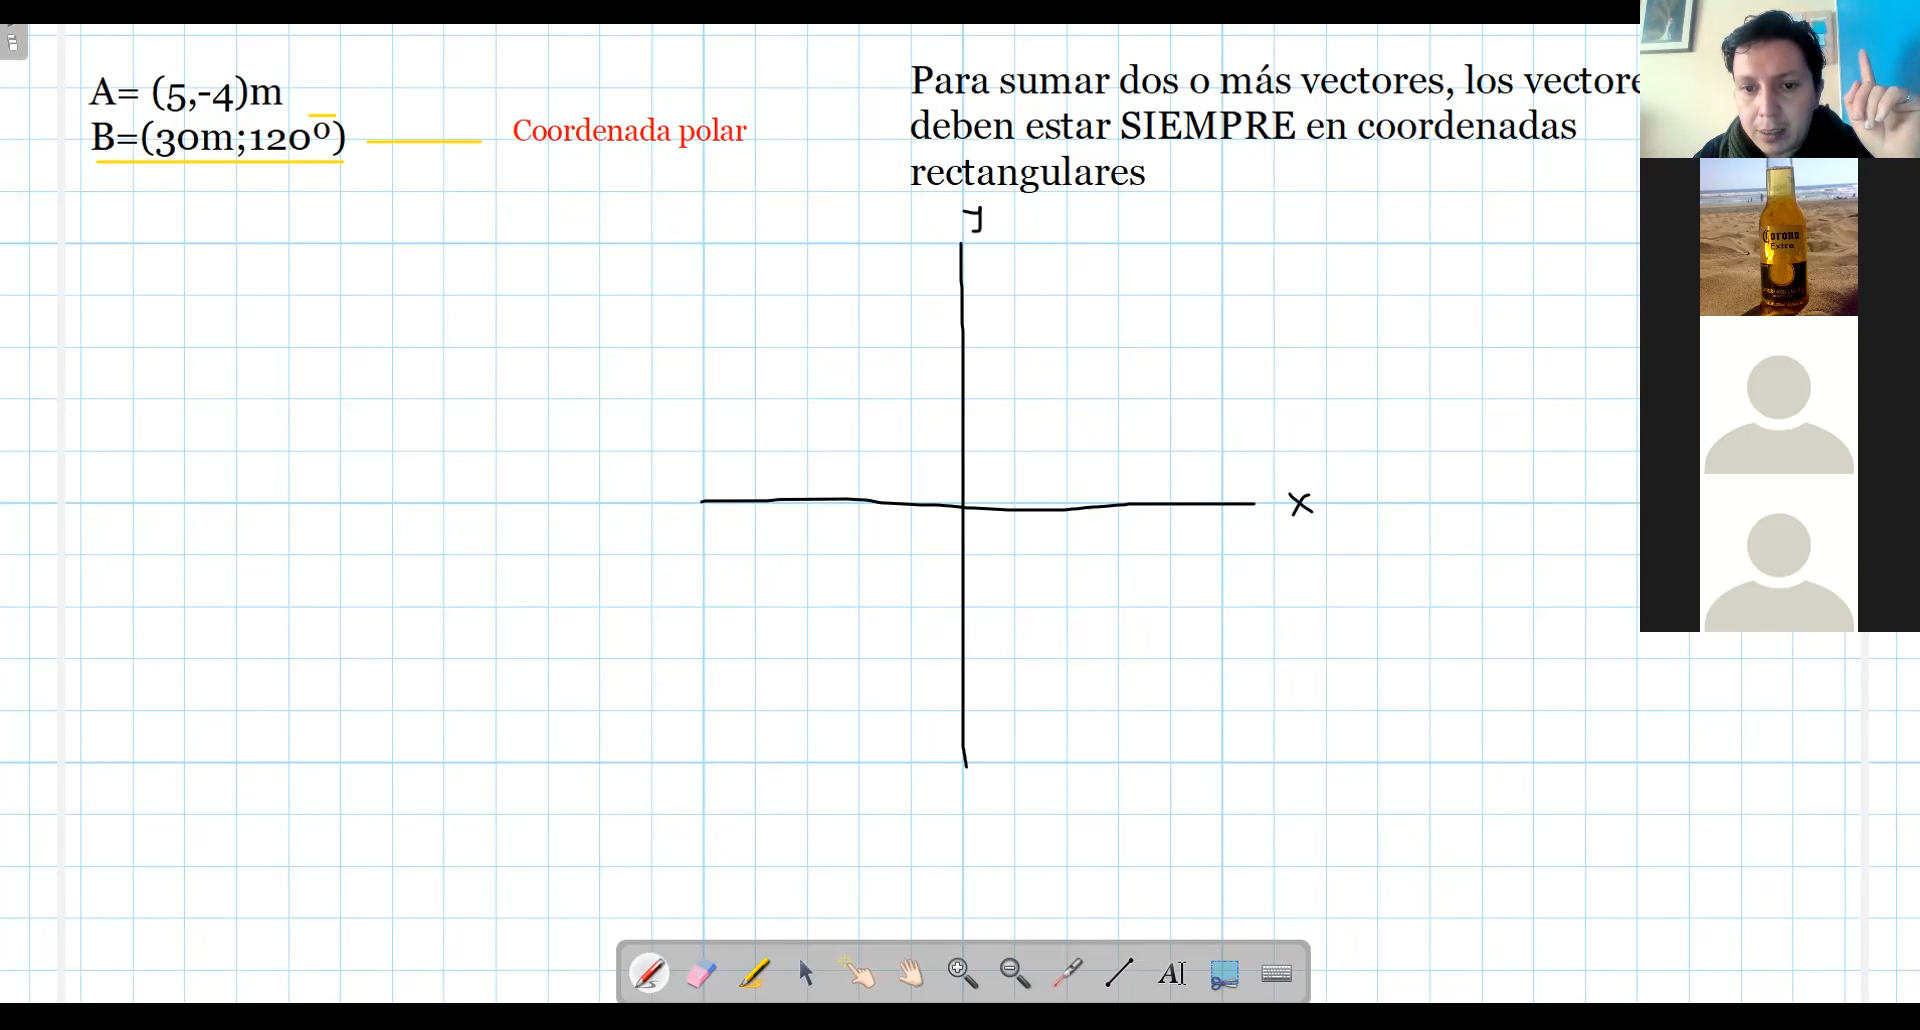 A= (5,-4)m
B=(30m;120º)
Coordenada polar
Para sumar dos o más vectores, los vectore
deben estar SIEMPRE en coordenadas
rectangulares
y
x
Corona
Extra